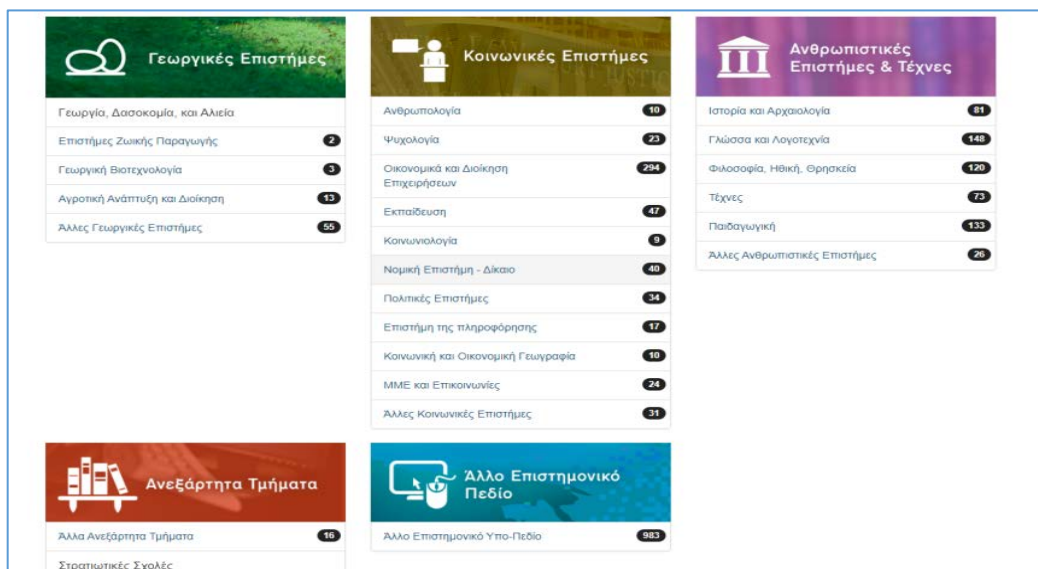 Γεωργικές Επιστήμες
Γεωργία, Δασοκομία, και Αλιεία
Επιστήμες Ζωικής Παραγωγής 2
Γεωργική Βιοτεχνολογία 3
Αγροτική Ανάπτυξη και Διοίκηση 13
Άλλες Γεωργικές Επιστήμες 55
Κοινωνικές Επιστήμες
Ανθρωπολογία 10
Ψυχολογία 23
Οικονομικά και Διοίκηση 294
Επιχειρήσεων
Εκπαίδευση 47
Κοινωνιολογία 9
Νομική Επιστήμη - Δίκαιο 40
Πολιτικές Επιστήμες 34
Επιστήμη της πληροφόρησης 17
Κοινωνική και Οικονομική Γεωγραφία 10
ΜΜΕ και Επικοινωνίες 24
Άλλες Κοινωνικές Επιστήμες 31
Ανθρωπιστικές
Επιστήμες & Τέχνες
Ιστορία και Αρχαιολογία 81
Γλώσσα και Λογοτεχνία 148
Φιλοσοφία, Ηθική, Θρησκεία 120
Τέχνες 73
Παιδαγωγική 133
Άλλες Ανθρωπιστικές Επιστήμες 26
Ανεξάρτητα Τμήματα
Άλλα Ανεξάρτητα Τμήματα 16
Στρατιωτικές Σχολές
Άλλο Επιστημονικό
Πεδίο
Άλλο Επιστημονικό Υπο-Πεδίο 983